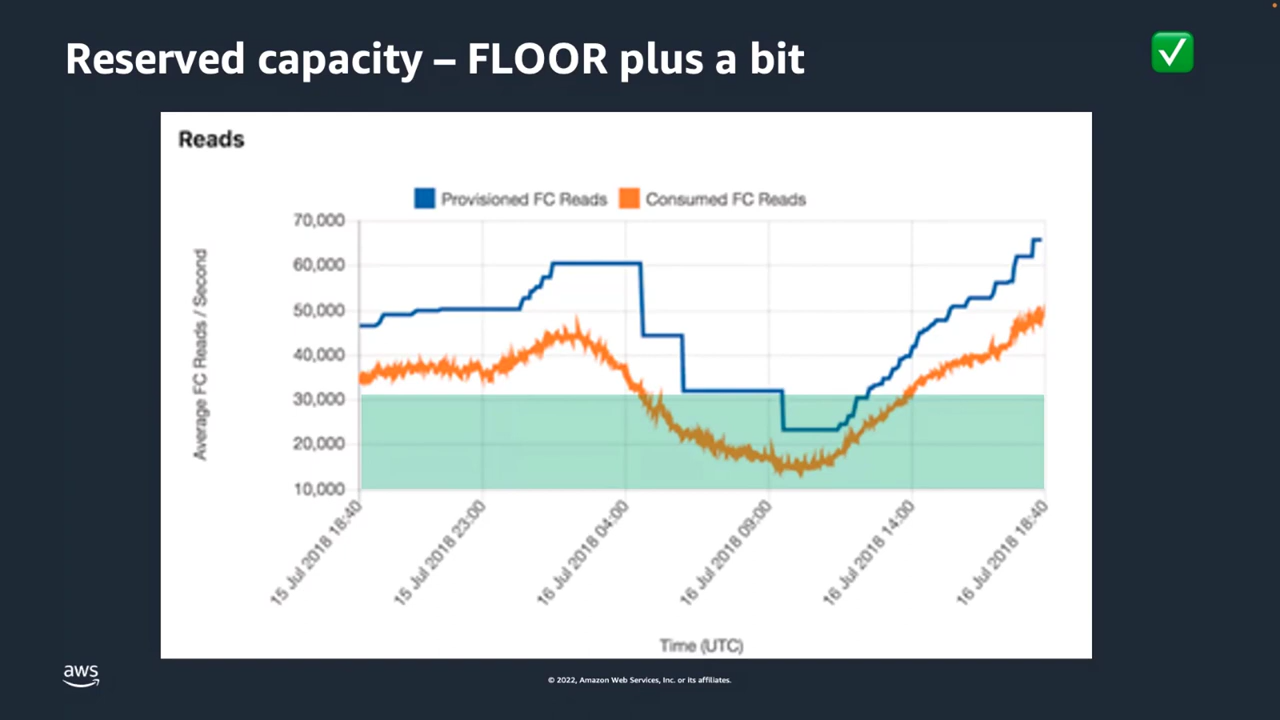 Reserved capacity – FLOOR plus a bit
Reads
Provisioned FC Reads Consumed FC Reads
Average FC Reads / Second
70,000
60,000
50,000
40,000
30,000
20,000
10,000
15 Jul 2018 18:40
15 Jul 2018 23:00
16 Jul 2018 04:00
16 Jul 2018 09:00
16 Jul 2018 14:00
16 Jul 2018 18:40
Time (UTC)
aws
© 2022, Amazon Web Services, Inc. or its affiliates.